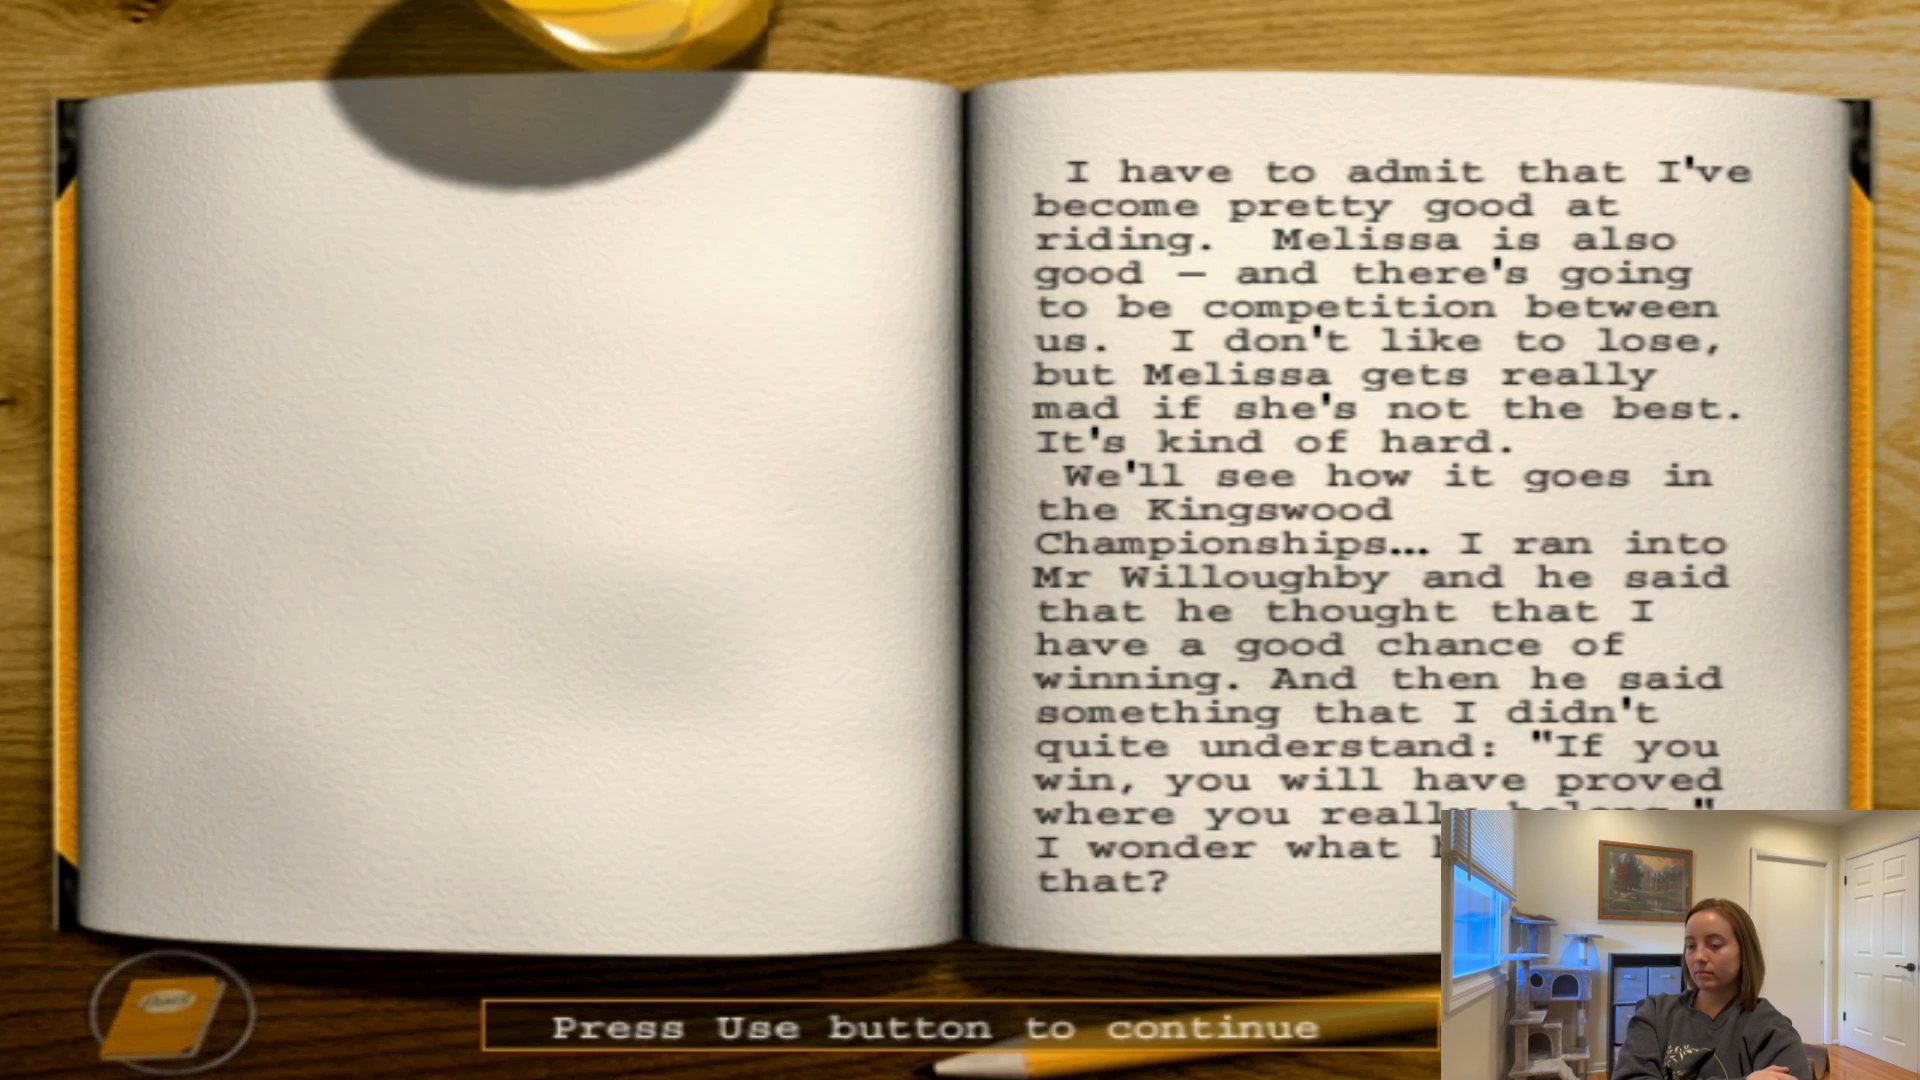 I have to admit that I've
become pretty good at
riding. Melissa is also
good — and there's going
to be competition between
us. I don't like to lose,
but Melissa gets really
mad if she's not the best.
It's kind of hard.
We'll see how it goes in
the Kingswood
Championships... I ran into
Mr Willoughby and he said
that he thought that I
have a good chance of
winning. And then he said
something that I didn't
quite understand: "If you
win, you will have proved
where you
I wonder what
that?
Press Use button to continue